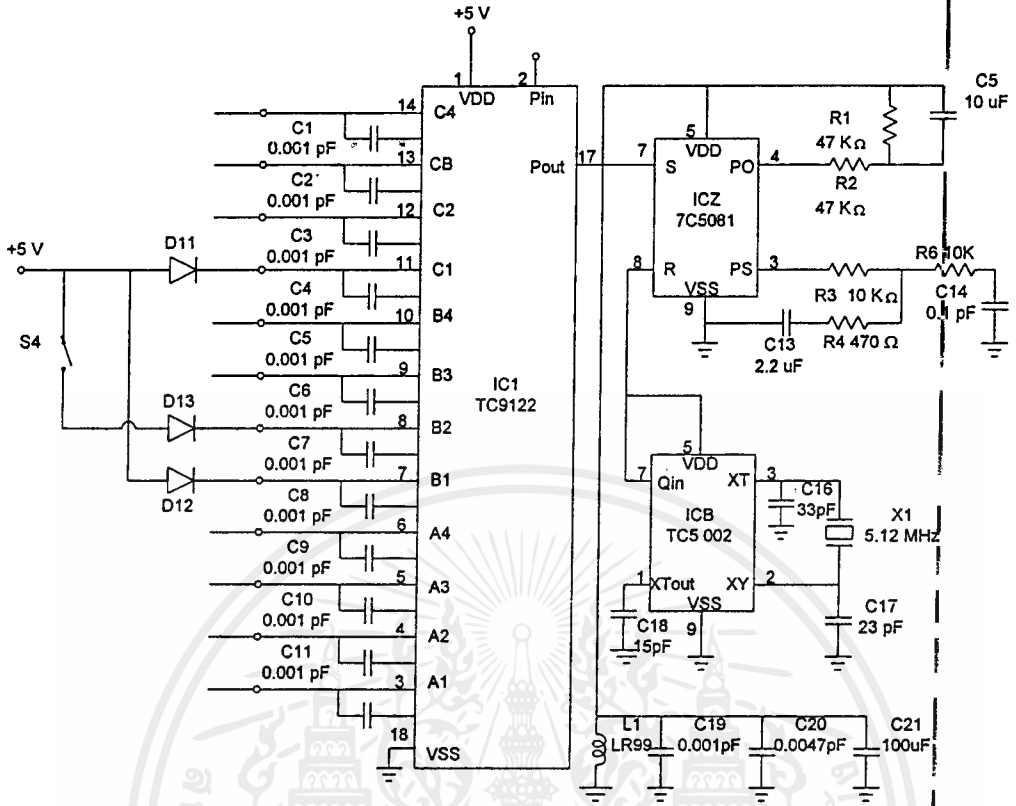 +5 V
1
VDD
2
Pin
14
C4
C1
0.001 pF
13
CB
C2
0.001 pF
12
C2
C3
0.001 pF
11
C1
C4
0.001 pF
10
B4
C5
0.001 pF
9
B3
C6
0.001 pF
8
B2
C7
0.001 pF
7
B1
C8
0.001 pF
6
A4
C9
0.001 pF
5
A3
C10
0.001 pF
4
A2
C11
0.001 pF
3
A1
18
VSS
IC1
TC9122
Pout
17
+5 V
D11
S4
D13
D12
7
S
5
VDD
PO
4
ICZ
7C5081
8
R
PS
3
VSS
9
R1
47 KΩ
R2
47 KΩ
C5
10 uF
R3 10 KΩ
R6 10K
C14
0.1 pF
C13
2.2 uF
R4 470 Ω
5
VDD
7
Qin
XT
3
ICB
TC5 002
1
XTout
XY
2
VSS
9
C16
33pF
X1
5.12 MHz
C17
23 pF
C18
15pF
L1
LR99
C19
0.001pF
C20
0.0047pF
C21
100uF